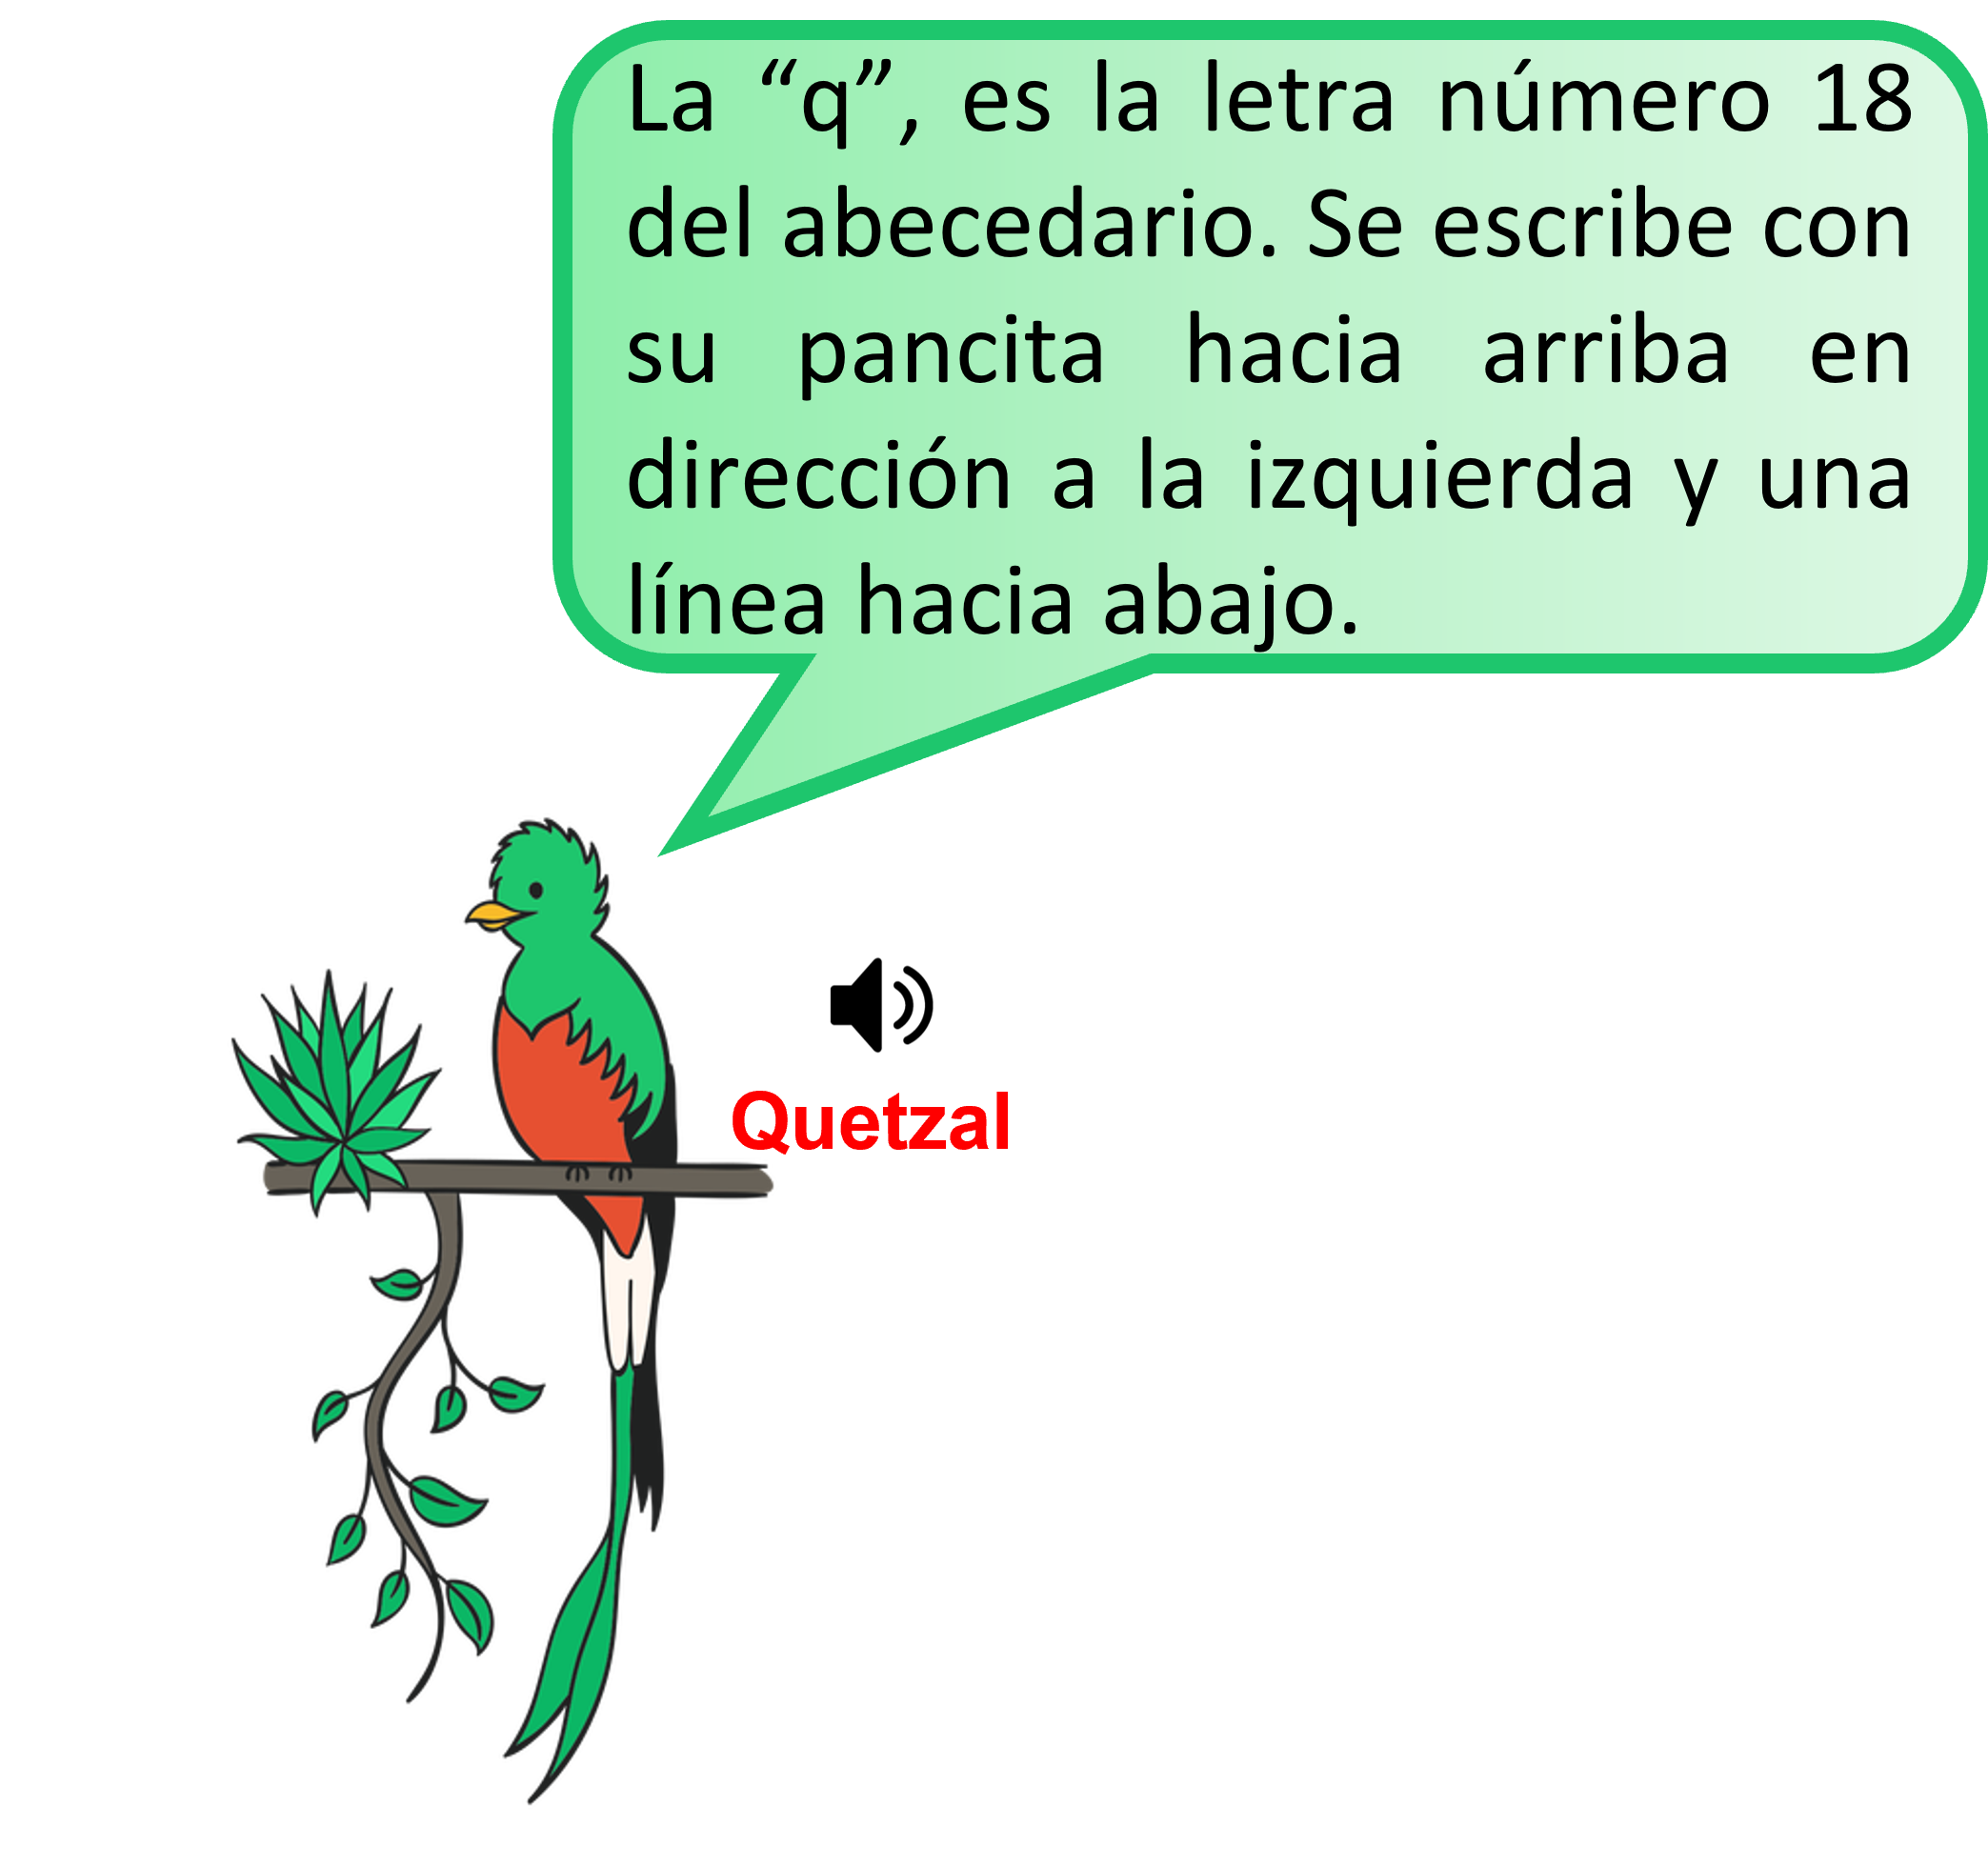 La “q”, es la letra número 18
del abecedario. Se escribe con
su pancita hacia arriba en
dirección a la izquierda y una
línea hacia abajo.
Quetzal